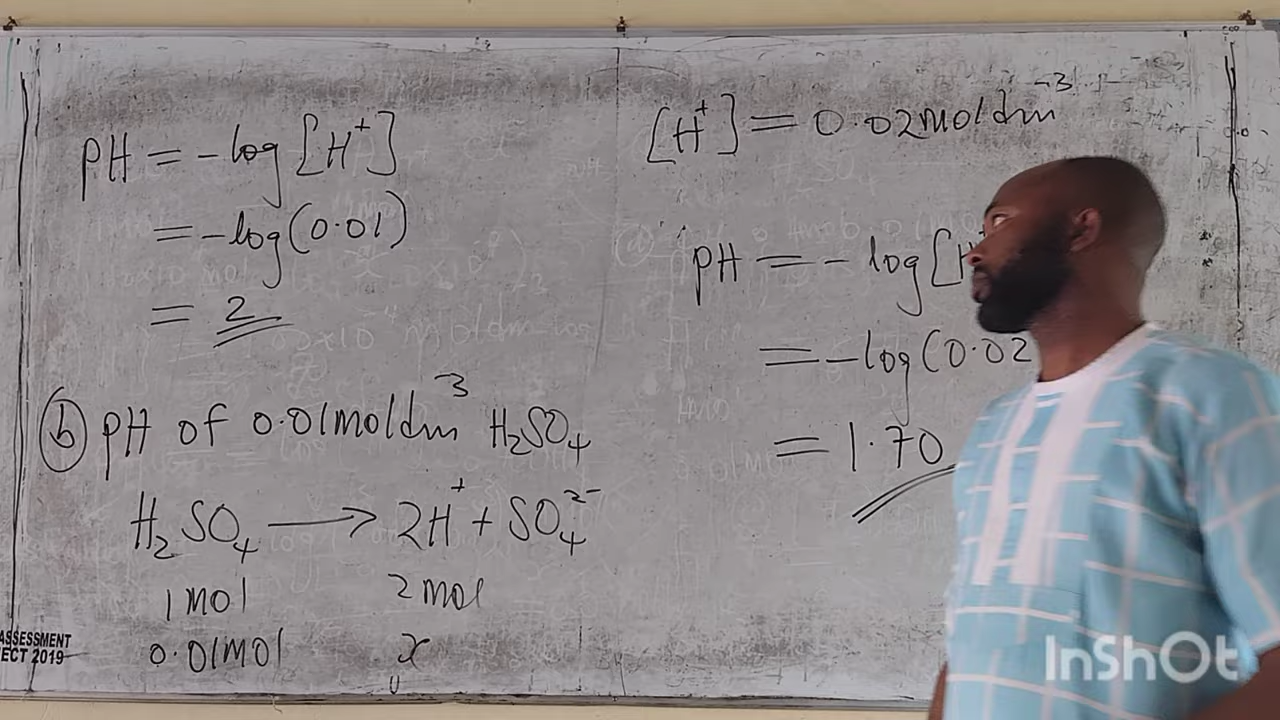 pH = -log [H⁺]
= -log(0.01)
= 2
(b) pH of 0.01moldm⁻³ H₂SO₄
H₂SO₄ → 2H⁺ + SO₄²⁻
1mol 2mol
0.01mol x
[H⁺] = 0.02moldm⁻³
pH = - log [H
= -log(0.02
= 1.70
ASSESSMENT
ECT 2019
InShOt